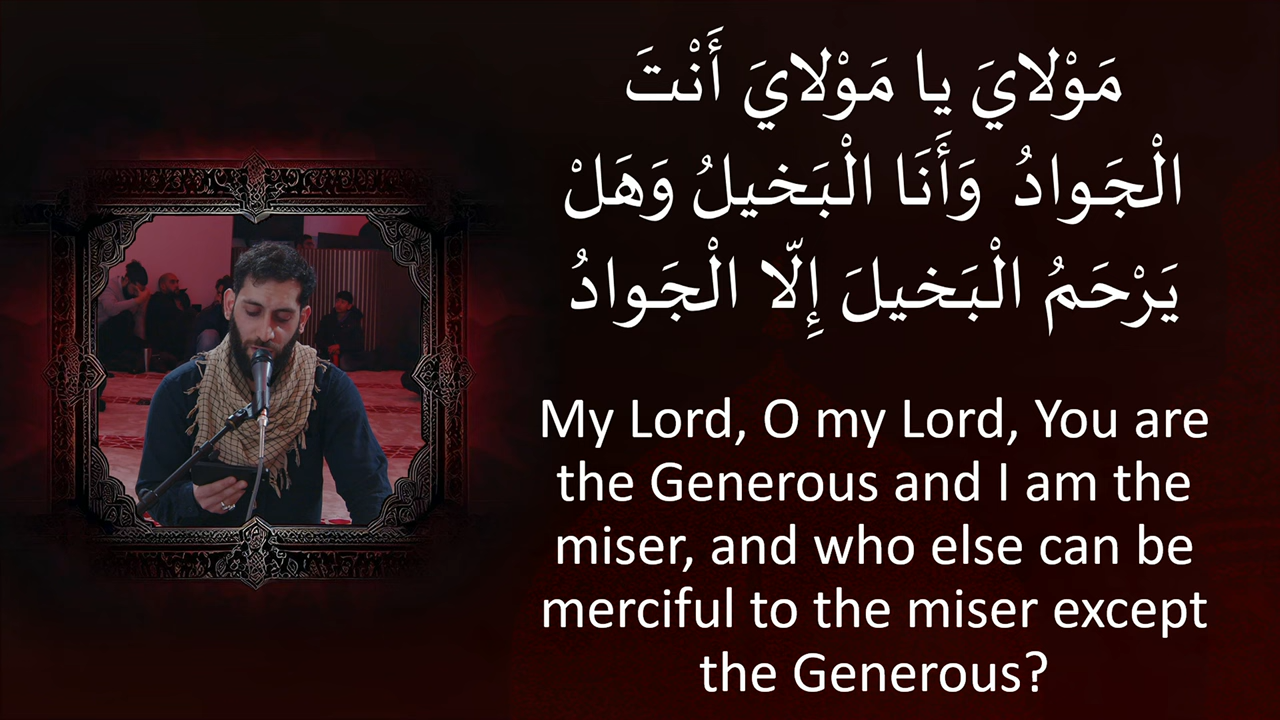 مَوْلايَ يا مَوْلايَ أَنْتَ
الْجَوادُ وَأَنَا الْبَخيلُ وَهَلْ
يَرْحَمُ الْبَخيلَ إِلّا الْجَوادُ
My Lord, O my Lord, You are
the Generous and I am the
miser, and who else can be
merciful to the miser except
the Generous?